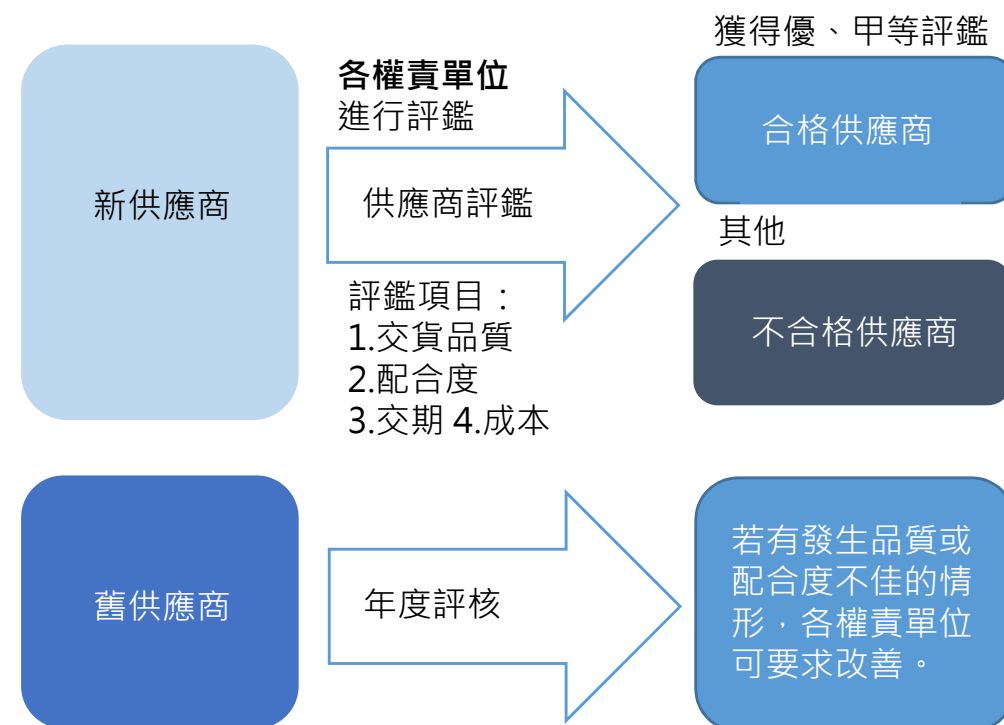 新供應商
各權責單位
進行評鑑
供應商評鑑
評鑑項目：
1.交貨品質
2.配合度
3.交期 4.成本
獲得優、甲等評鑑
合格供應商
其他
不合格供應商
舊供應商
年度評核
若有發生品質或
配合度不佳的情
形，各權責單位
可要求改善。